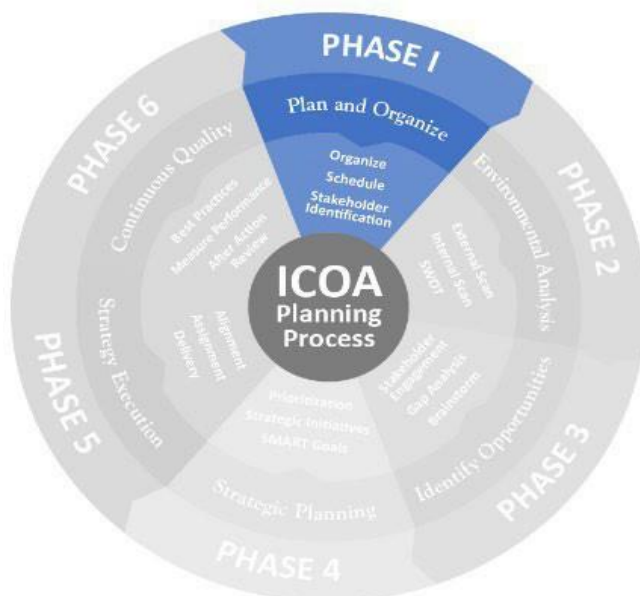 PHASE I
Plan and Organize
Organize
Schedule
Stakeholder
Identification
PHASE 2
Environmental Analysis
External Scan
Internal Scan
SWOT
PHASE 3
Identify Opportunities
Stakeholder
Engagement
Gap Analysis
Brainstorm
PHASE 4
Strategic Planning
Prioritization
Strategic Initiatives
SMART Goals
PHASE 5
Strategy Execution
Alignment
Assignment
Delivery
PHASE 6
Continuous Quality
Best Practices
Measure Performance
After Action
Review
ICOA
Planning
Process